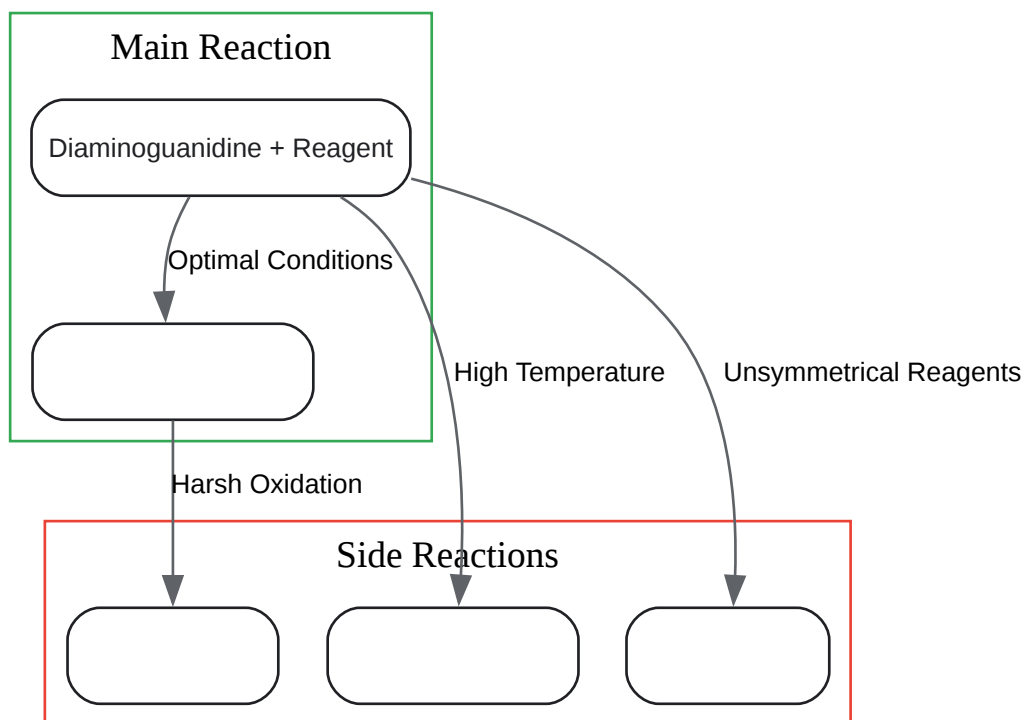 Main Reaction
Diaminoguanidine + Reagent
Optimal Conditions
High Temperature
Unsymmetrical Reagents
Harsh Oxidation
Side Reactions